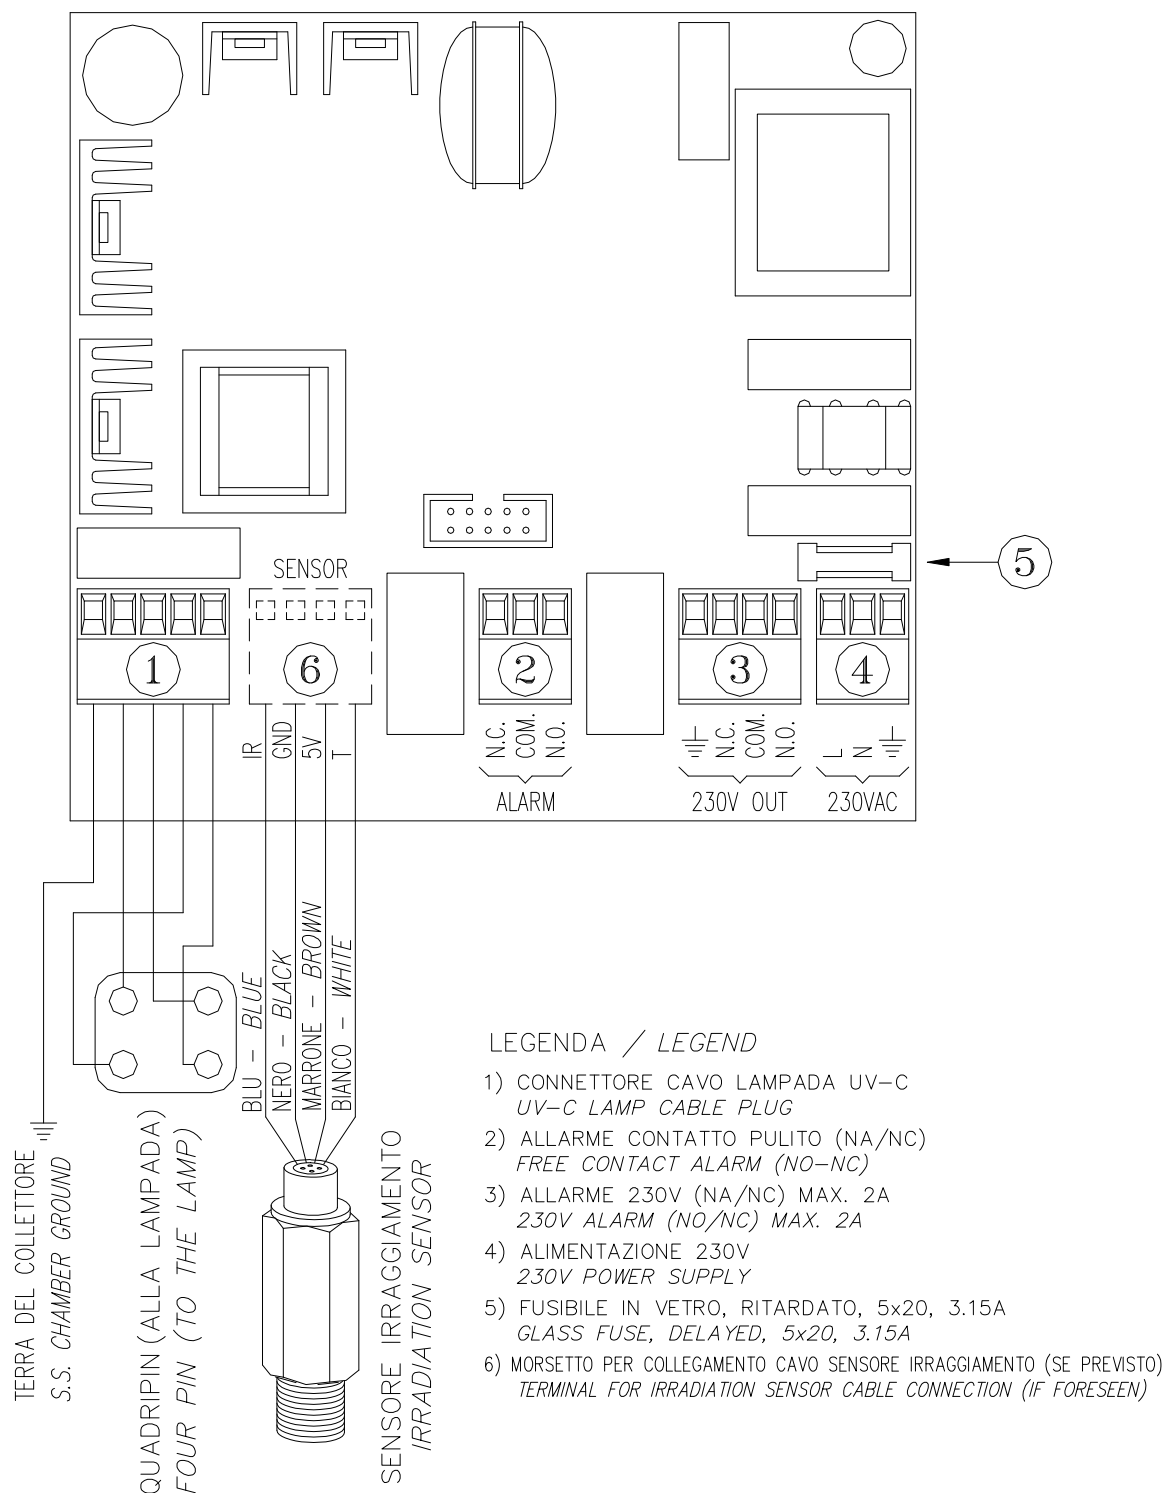 SENSOR
5
1
6
2
3
4
IR
GND
5V
T
N.C.
COM.
N.O.
N.C.
COM.
N.O.
L
N
ALARM
230V OUT
230VAC
BLU - BLUE
NERO - BLACK
MARRONE - BROWN
BIANCO - WHITE
TERRA DEL COLLETTORE
S.S. CHAMBER GROUND
QUADRIPIN (ALLA LAMPADA)
FOUR PIN (TO THE LAMP)
SENSORE IRRAGGIAMENTO
IRRADIATION SENSOR
LEGENDA / LEGEND
1) CONNETTORE CAVO LAMPADA UV-C
UV-C LAMP CABLE PLUG
2) ALLARME CONTATTO PULITO (NA/NC)
FREE CONTACT ALARM (NO-NC)
3) ALLARME 230V (NA/NC) MAX. 2A
230V ALARM (NO/NC) MAX. 2A
4) ALIMENTAZIONE 230V
230V POWER SUPPLY
5) FUSIBILE IN VETRO, RITARDATO, 5x20, 3.15A
GLASS FUSE, DELAYED, 5x20, 3.15A
6) MORSETTO PER COLLEGAMENTO CAVO SENSORE IRRAGGIAMENTO (SE PREVISTO)
TERMINAL FOR IRRADIATION SENSOR CABLE CONNECTION (IF FORESEEN)